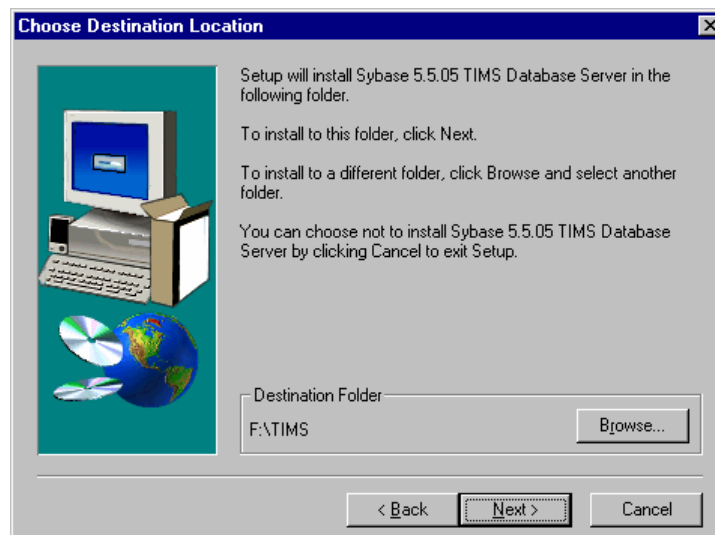 Choose Destination Location
Setup will install Sybase 5.5.05 TIMS Database Server in the
following folder.
To install to this folder, click Next.
To install to a different folder, click Browse and select another
folder.
You can choose not to install Sybase 5.5.05 TIMS Database
Server by clicking Cancel to exit Setup.
Destination Folder
F:\TIMS
Browse...
< Back
Next >
Cancel